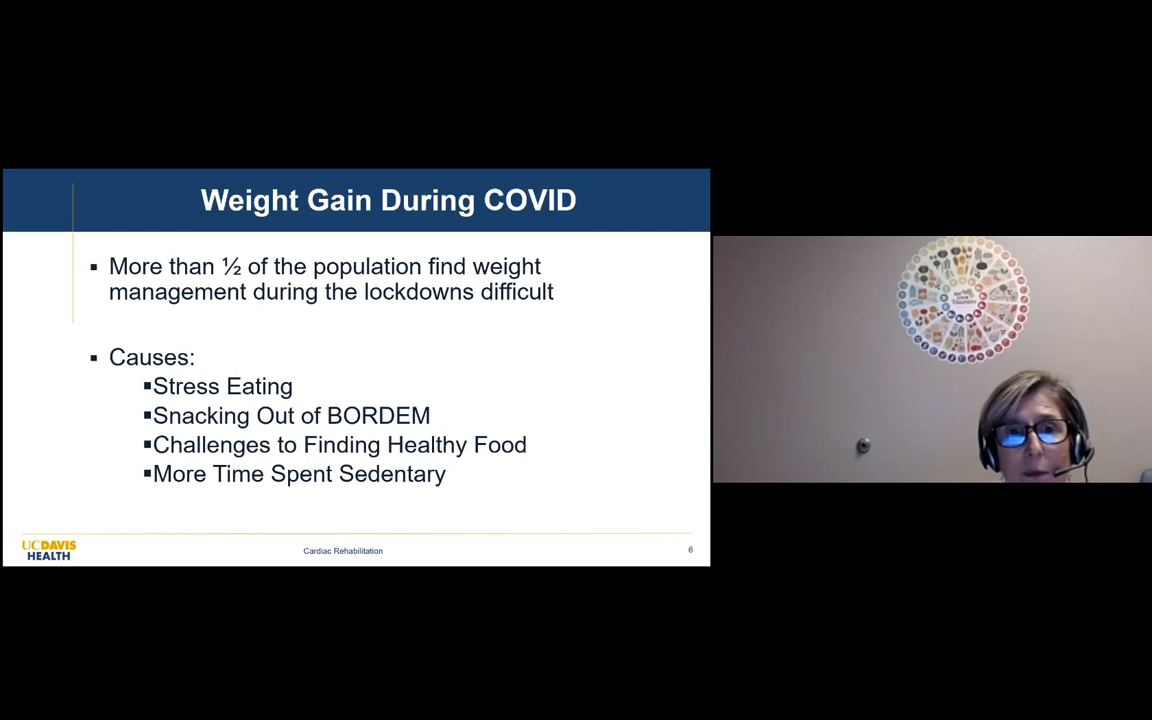 Weight Gain During COVID
▪ More than ½ of the population find weight
management during the lockdowns difficult
▪ Causes:
▪Stress Eating
▪Snacking Out of BORDEM
▪Challenges to Finding Healthy Food
▪More Time Spent Sedentary
UCDAVIS
HEALTH
Cardiac Rehabilitation
6